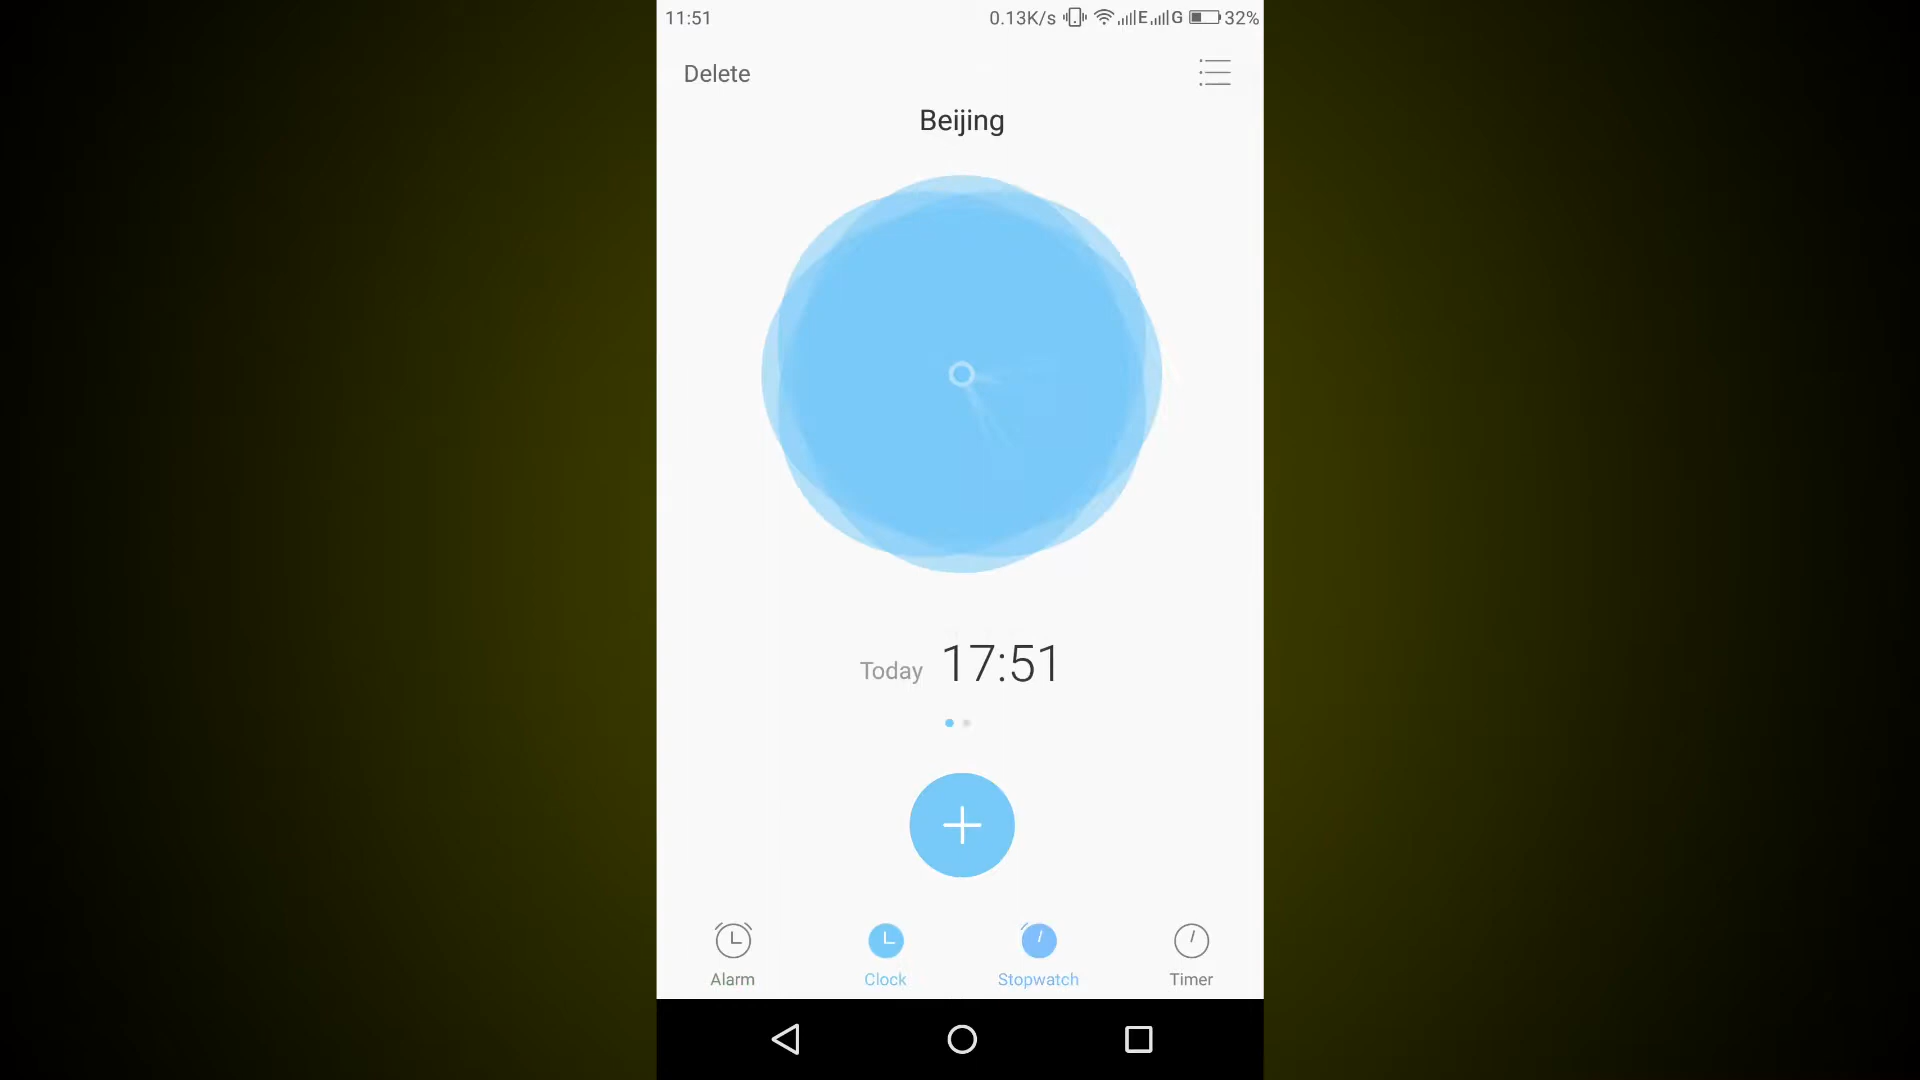 11:51 0.13K/s E G 32%
Delete
Beijing
Today 17:51
Alarm Clock Stopwatch Timer